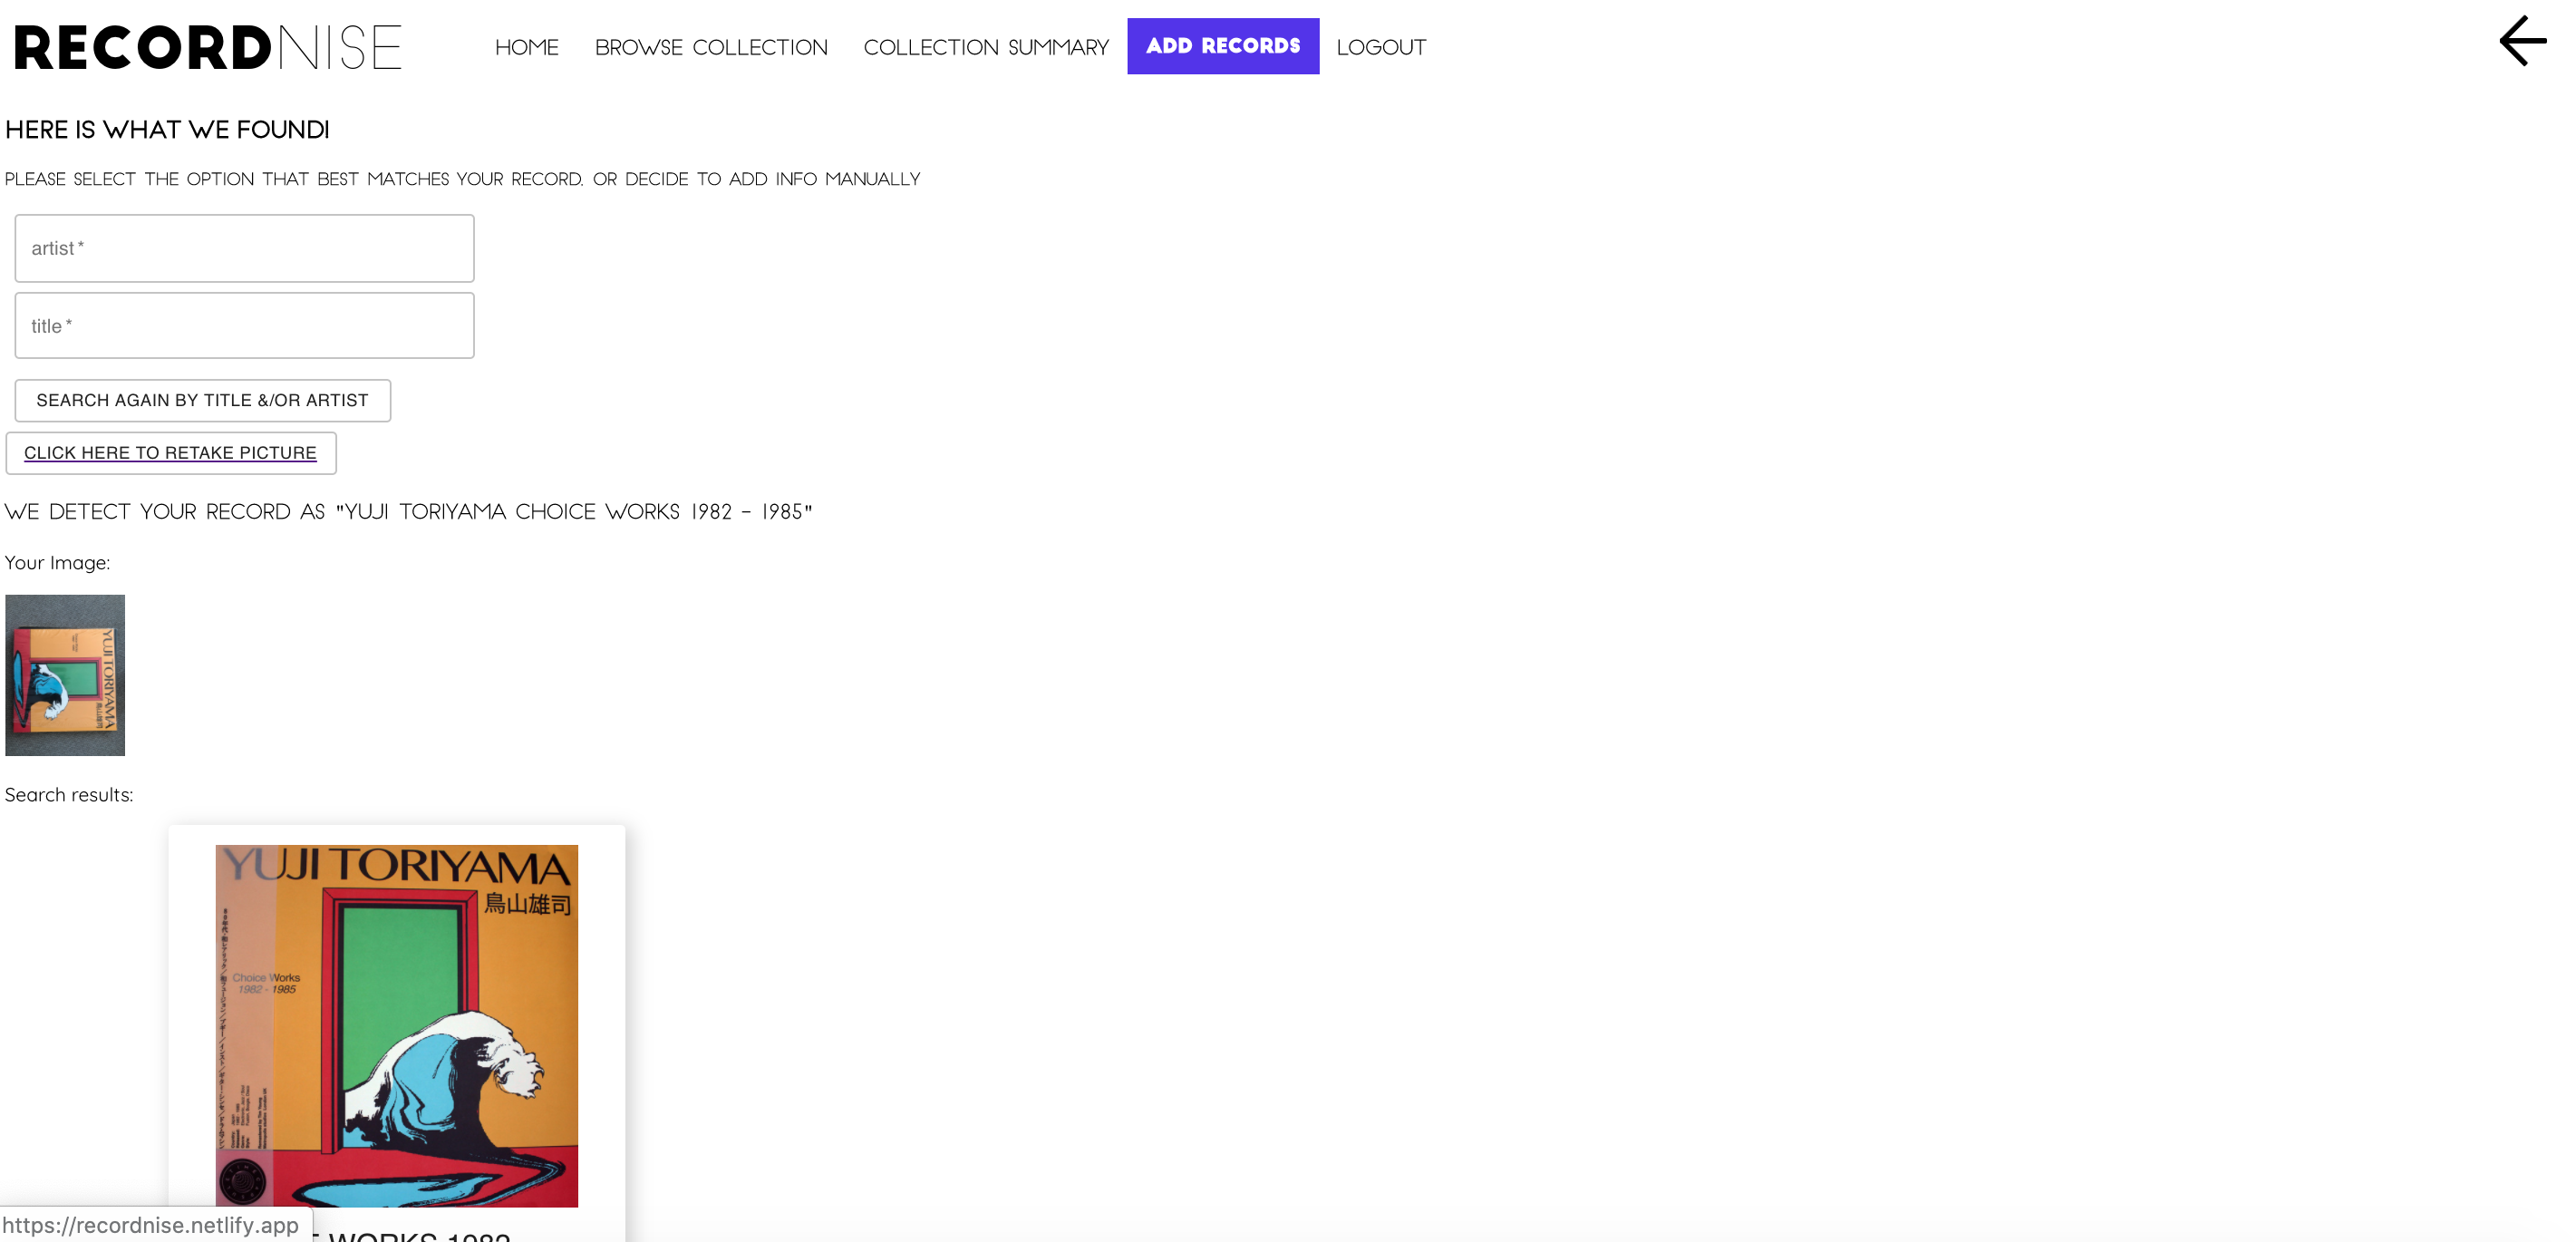 RECORDNISE
HOME BROWSE COLLECTION COLLECTION SUMMARY ADD RECORDS LOGOUT
HERE IS WHAT WE FOUND!
PLEASE SELECT THE OPTION THAT BEST MATCHES YOUR RECORD, OR DECIDE TO ADD INFO MANUALLY
artist *
title *
SEARCH AGAIN BY TITLE &/OR ARTIST
CLICK HERE TO RETAKE PICTURE
WE DETECT YOUR RECORD AS "YUJI TORIYAMA CHOICE WORKS 1982 - 1985"
Your Image:
YUJI TORIYAMA
Search results:
YUJI TORIYAMA
鳥山雄司
Choice Works
1982 - 1985
https://recordnise.netlify.app
WORKS 1982